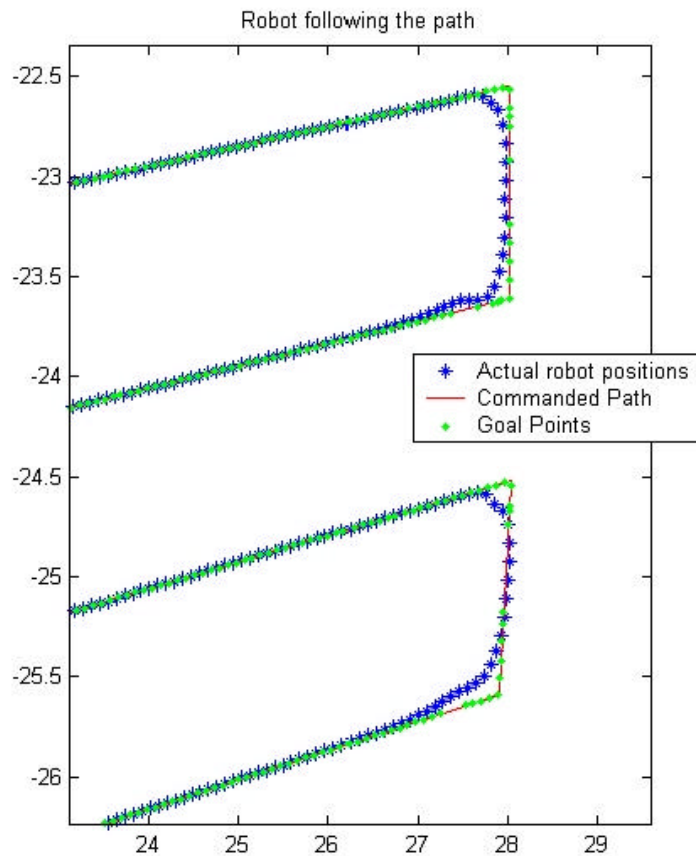 Robot following the path
-22.5
-23
-23.5
-24
-24.5
-25
-25.5
-26
Actual robot positions
Commanded Path
Goal Points
24 25 26 27 28 29